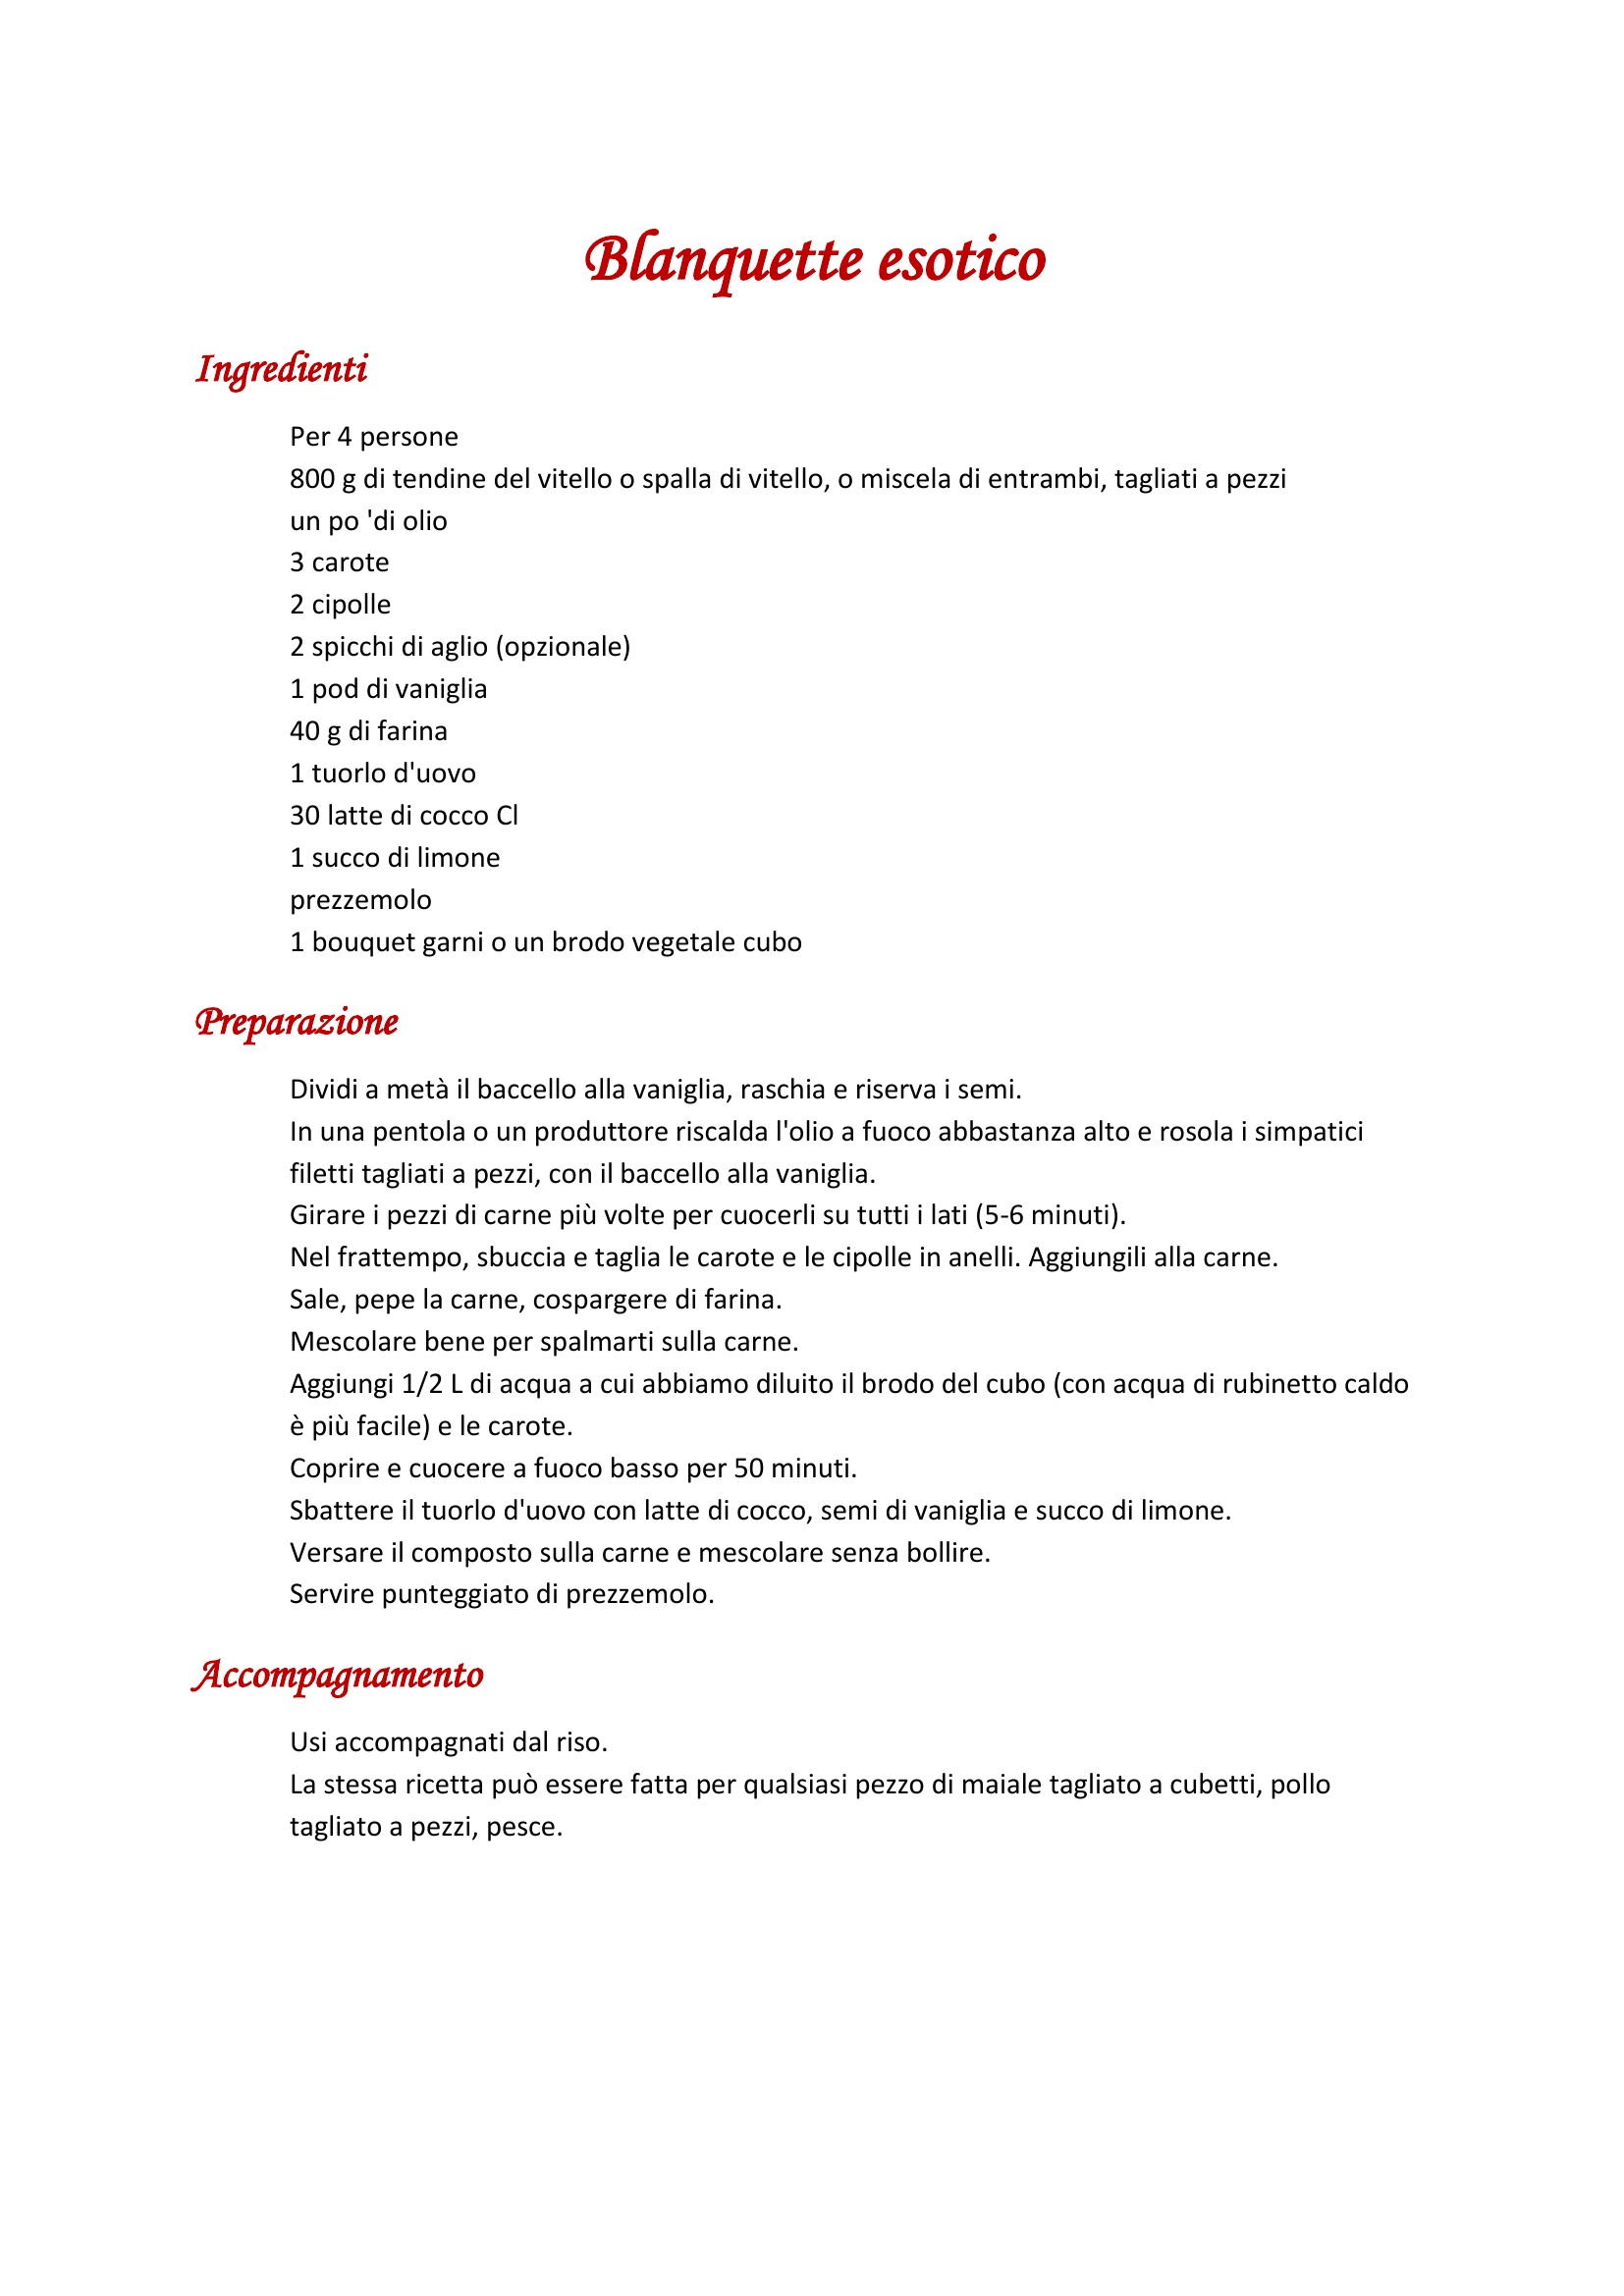 Blanquette esotico
Ingredienti
Per 4 persone
800 g di tendine del vitello o spalla di vitello, o miscela di entrambi, tagliati a pezzi
un po 'di olio
3 carote
2 cipolle
2 spicchi di aglio (opzionale)
1 pod di vaniglia
40 g di farina
1 tuorlo d'uovo
30 latte di cocco Cl
1 succo di limone
prezzemolo
1 bouquet garni o un brodo vegetale cubo
Preparazione
Dividi a metà il baccello alla vaniglia, raschia e riserva i semi.
In una pentola o un produttore riscalda l'olio a fuoco abbastanza alto e rosola i simpatici
filetti tagliati a pezzi, con il baccello alla vaniglia.
Girare i pezzi di carne più volte per cuocerli su tutti i lati (5-6 minuti).
Nel frattempo, sbuccia e taglia le carote e le cipolle in anelli. Aggiungili alla carne.
Sale, pepe la carne, cospargere di farina.
Mescolare bene per spalmarti sulla carne.
Aggiungi 1/2 L di acqua a cui abbiamo diluito il brodo del cubo (con acqua di rubinetto caldo
è più facile) e le carote.
Coprire e cuocere a fuoco basso per 50 minuti.
Sbattere il tuorlo d'uovo con latte di cocco, semi di vaniglia e succo di limone.
Versare il composto sulla carne e mescolare senza bollire.
Servire punteggiato di prezzemolo.
Accompagnamento
Usi accompagnati dal riso.
La stessa ricetta può essere fatta per qualsiasi pezzo di maiale tagliato a cubetti, pollo
tagliato a pezzi, pesce.